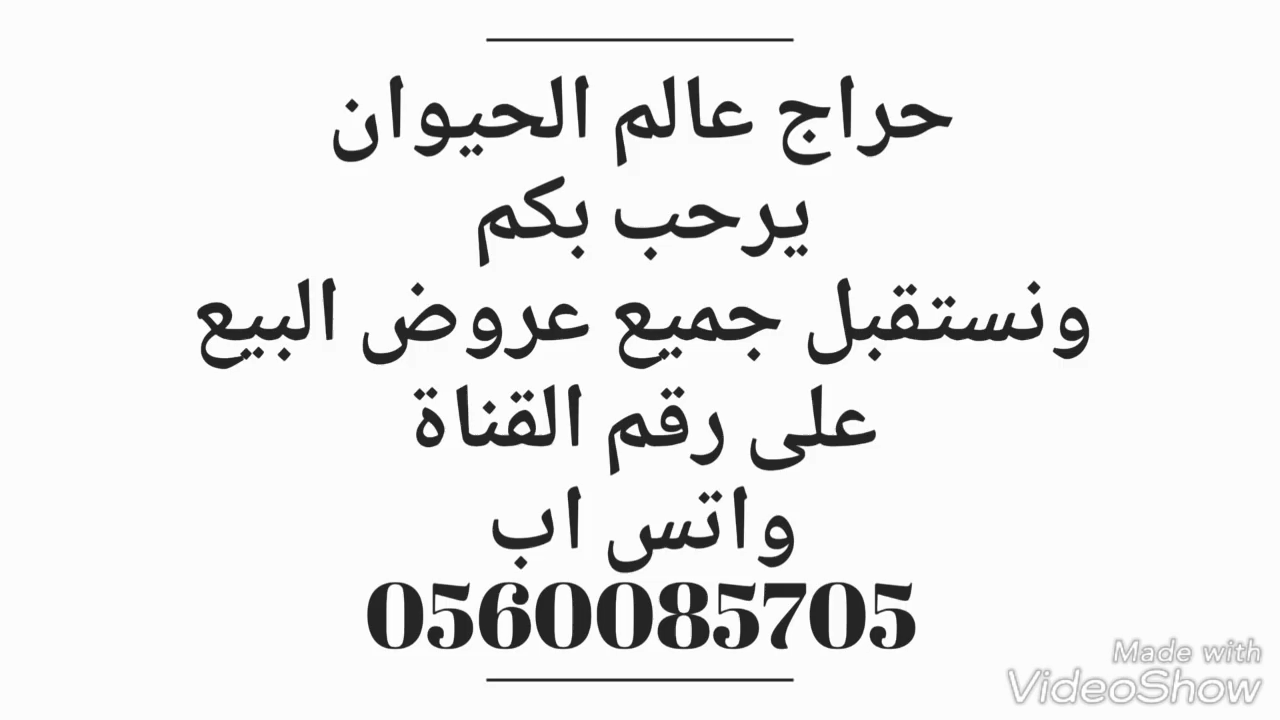 حراج عالم الحيوان
يرحب بكم
ونستقبل جميع عروض البيع
على رقم القناة
واتس اب
0560085705
Made with
VideoShow